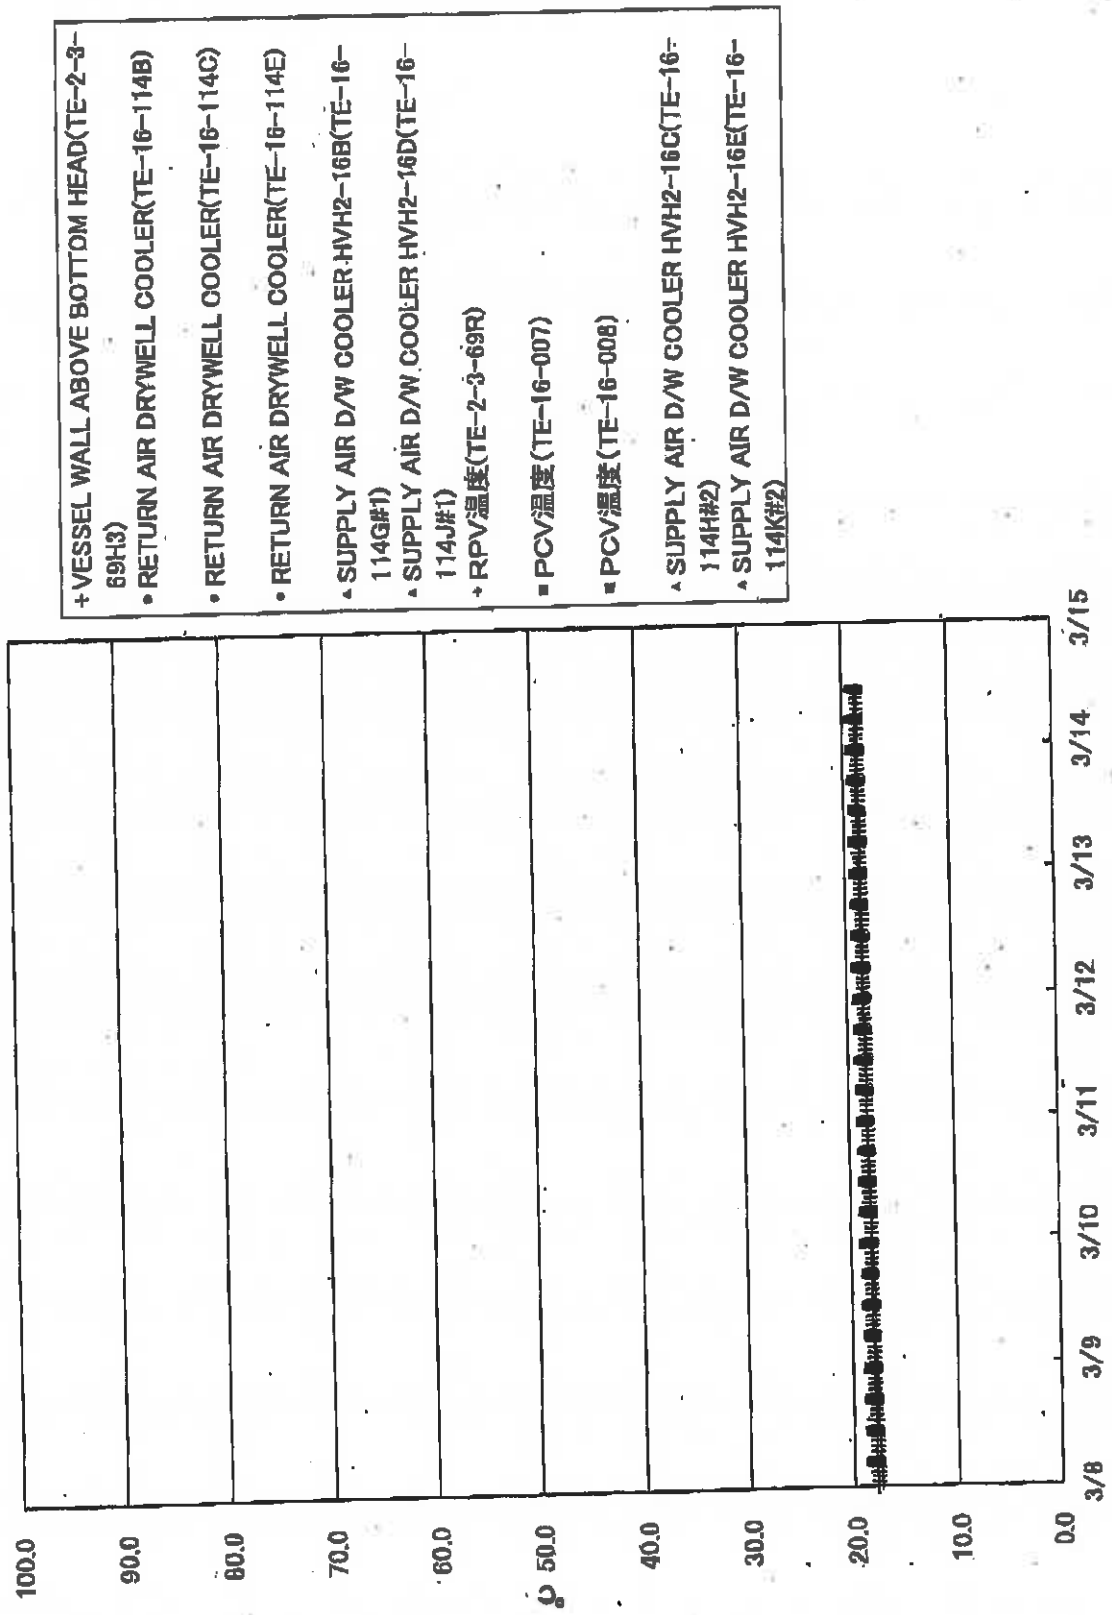 + VESSEL WALL ABOVE BOTTOM HEAD(TE-2-3-
69H3)
• RETURN AIR DRYWELL COOLER(TE-16-114B)
• RETURN AIR DRYWELL COOLER(TE-16-114C)
• RETURN AIR DRYWELL COOLER(TE-16-114E)
▲ SUPPLY AIR D/W COOLER HVH2-16B(TE-16-
114G#1)
▲ SUPPLY AIR D/W COOLER HVH2-16D(TE-16-
114J#1)
+ RPV温度(TE-2-3-69R)
■ PCV温度(TE-16-007)
■ PCV温度(TE-16-008)
▲ SUPPLY AIR D/W COOLER HVH2-16C(TE-16-
114H#2)
▲ SUPPLY AIR D/W COOLER HVH2-16E(TE-16-
114K#2)
100.0
90.0
80.0
70.0
60.0
℃ 50.0
40.0
30.0
20.0
10.0
0.0
3/8 3/9 3/10 3/11 3/12 3/13 3/14 3/15